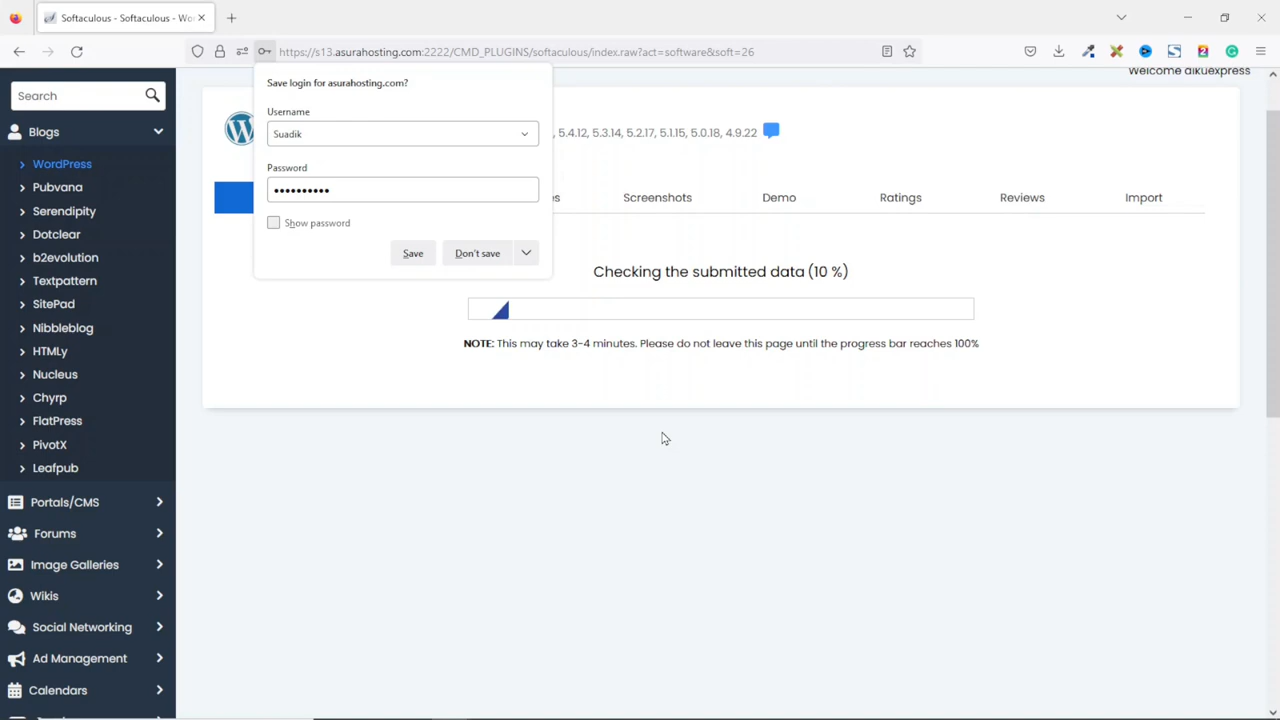 Softaculous - Softaculous - Wo
https://s13.asurahosting.com:2222/CMD_PLUGINS/softaculous/index.raw?act=software&soft=26
Welcome
Search
Blogs
WordPress
Pubvana
Serendipity
Dotclear
b2evolution
Textpattern
SitePad
Nibbleblog
HTMLy
Nucleus
Chyrp
FlatPress
PivotX
Leafpub
Portals/CMS
Forums
Image Galleries
Wikis
Social Networking
Ad Management
Calendars
Save login for asurahosting.com?
Username
Suadik
Password
••••••••••
Show password
Save
Don't save
, 5.4.12, 5.3.14, 5.2.17, 5.1.15, 5.0.18, 4.9.22
es
Screenshots
Demo
Ratings
Reviews
Import
Checking the submitted data (10 %)
NOTE: This may take 3-4 minutes. Please do not leave this page until the progress bar reaches 100%